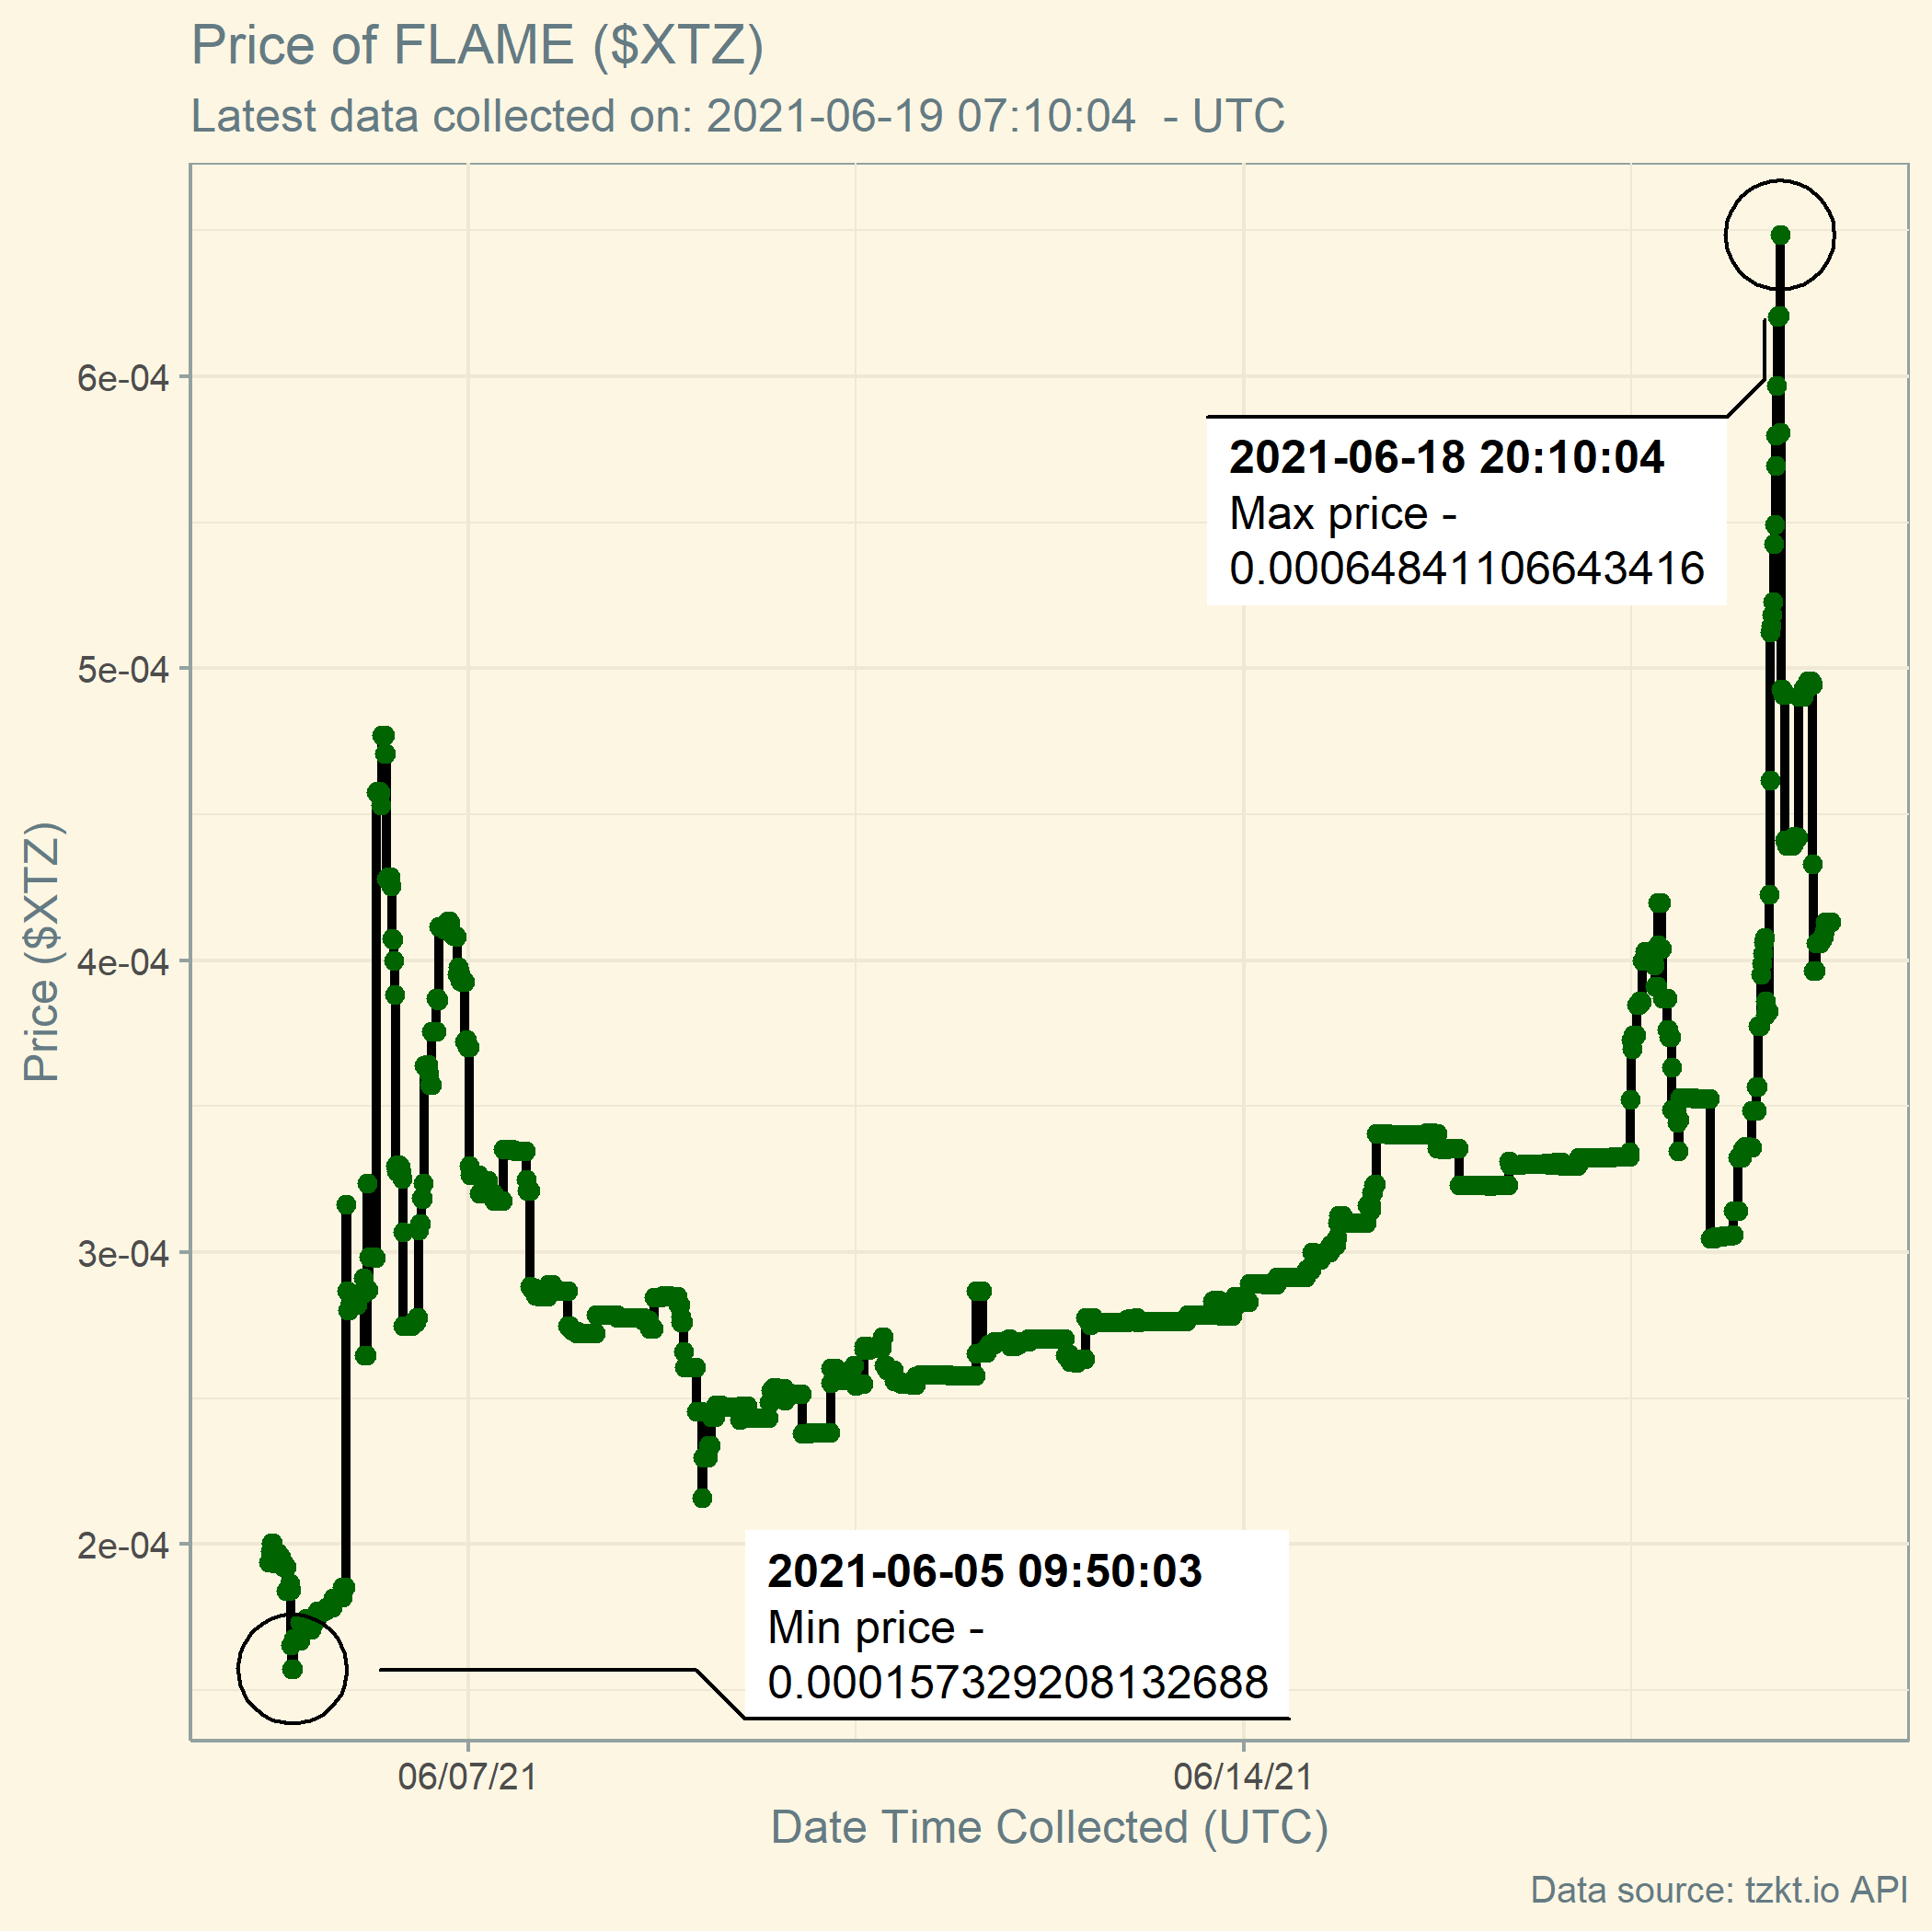 Price of FLAME ($XTZ)
Latest data collected on: 2021-06-19 07:10:04  - UTC
Price ($XTZ)
6e-04
5e-04
4e-04
3e-04
2e-04
2021-06-18 20:10:04
Max price -
0.00064841106643416
2021-06-05 09:50:03
Min price -
0.000157329208132688
06/07/21
06/14/21
Date Time Collected (UTC)
Data source: tzkt.io API